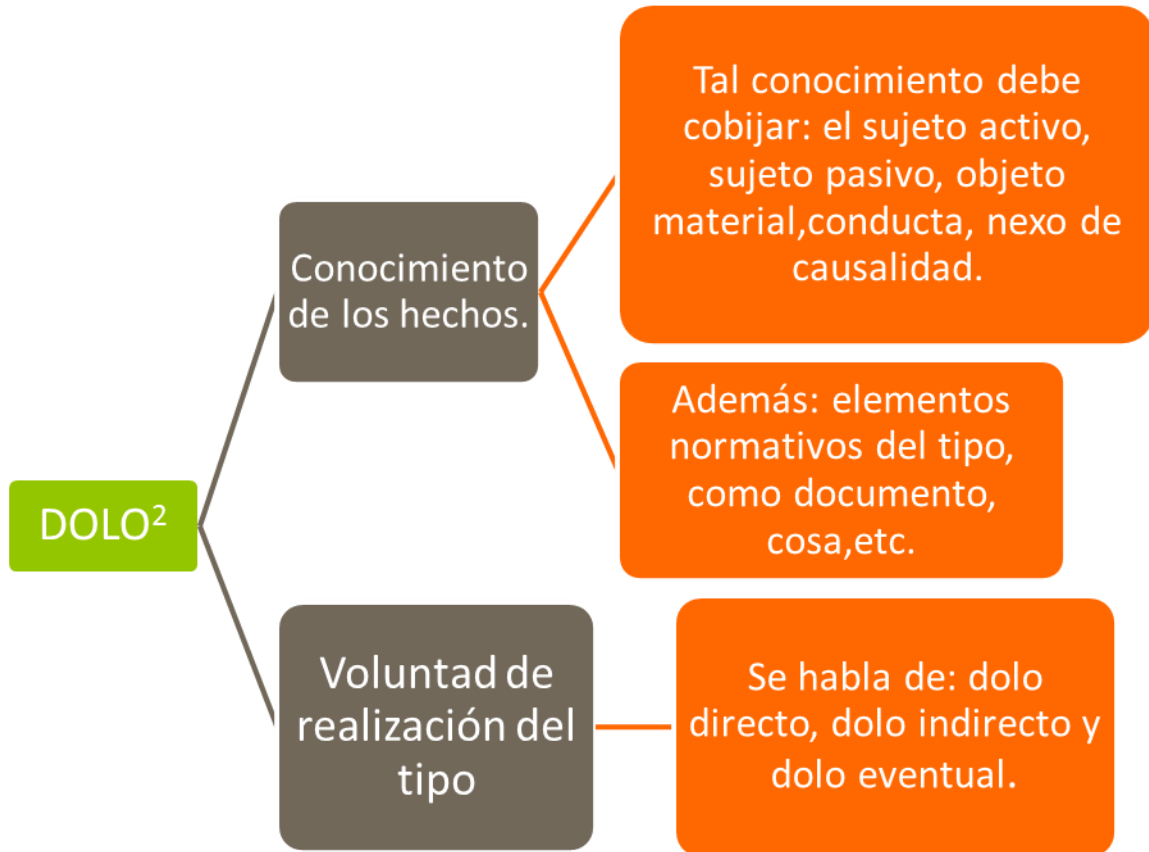 Tal conocimiento debe
cobijar: el sujeto activo,
sujeto pasivo, objeto
material,conducta, nexo de
causalidad.
Conocimiento
de los hechos.
Además: elementos
normativos del tipo,
como documento,
cosa,etc.
DOLO²
Voluntad de
realización del
tipo
Se habla de: dolo
directo, dolo indirecto y
dolo eventual.